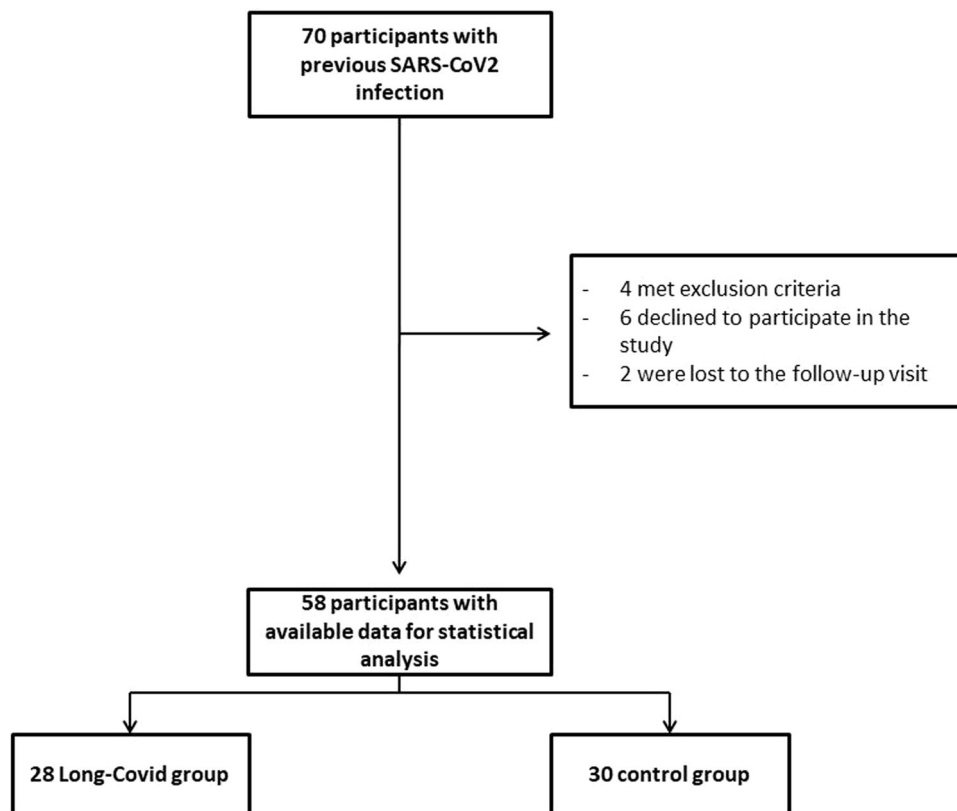 70 participants with
previous SARS-CoV2
infection
- 4 met exclusion criteria
- 6 declined to participate in the
study
- 2 were lost to the follow-up visit
58 participants with
available data for statistical
analysis
28 Long-Covid group
30 control group